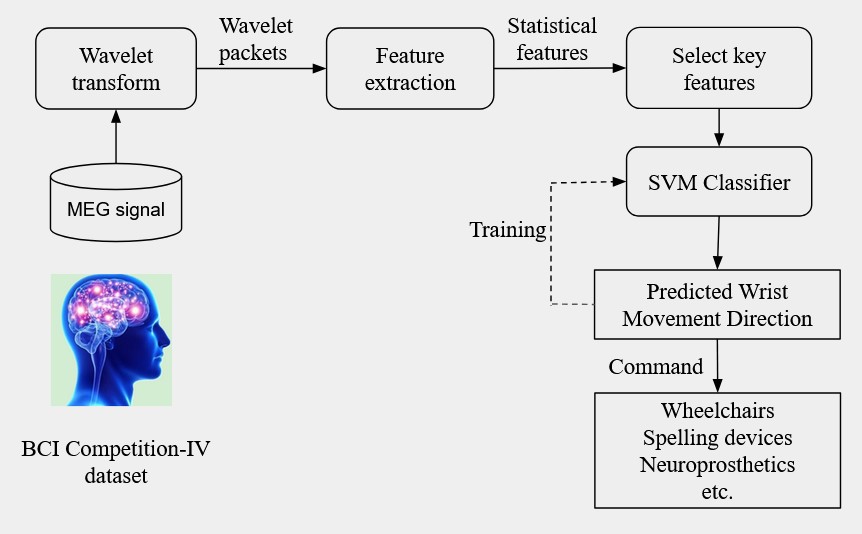 Wavelet
transform
Wavelet
packets
Feature
extraction
Statistical
features
Select key
features
MEG signal
SVM Classifier
Training
Predicted Wrist
Movement Direction
Command
Wheelchairs
Spelling devices
Neuroprosthetics
etc.
BCI Competition-IV
dataset